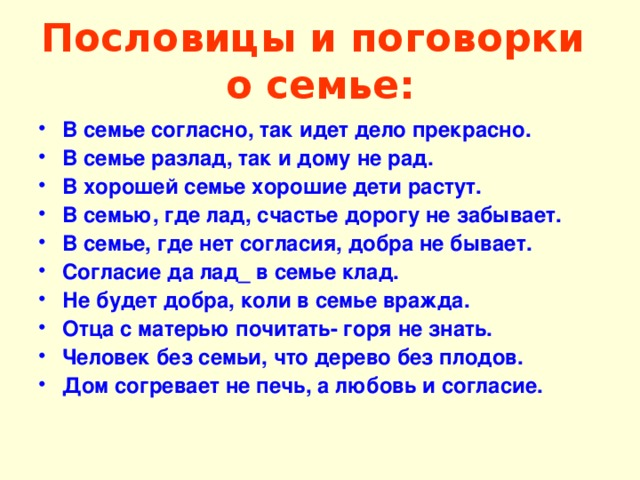 Пословицы и поговорки
о семье:
• В семье согласно, так идет дело прекрасно.
• В семье разлад, так и дому не рад.
• В хорошей семье хорошие дети растут.
• В семью, где лад, счастье дорогу не забывает.
• В семье, где нет согласия, добра не бывает.
• Согласие да лад_ в семье клад.
• Не будет добра, коли в семье вражда.
• Отца с матерью почитать- горя не знать.
• Человек без семьи, что дерево без плодов.
• Дом согревает не печь, а любовь и согласие.